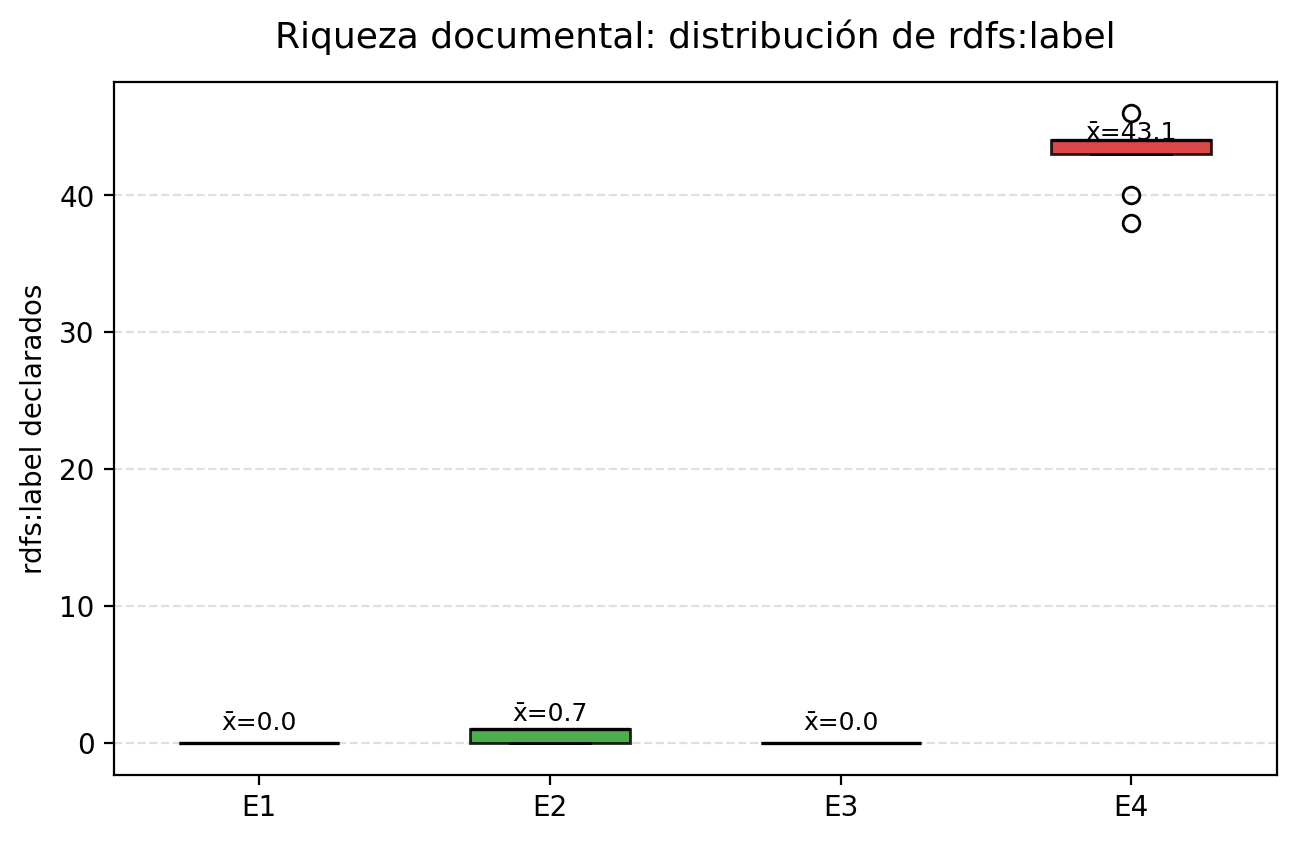 Riqueza documental: distribución de rdfs:label
rdfs:label declarados
40
30
20
10
0
x̄=0.0
x̄=0.7
x̄=0.0
x̄=43.1
E1
E2
E3
E4